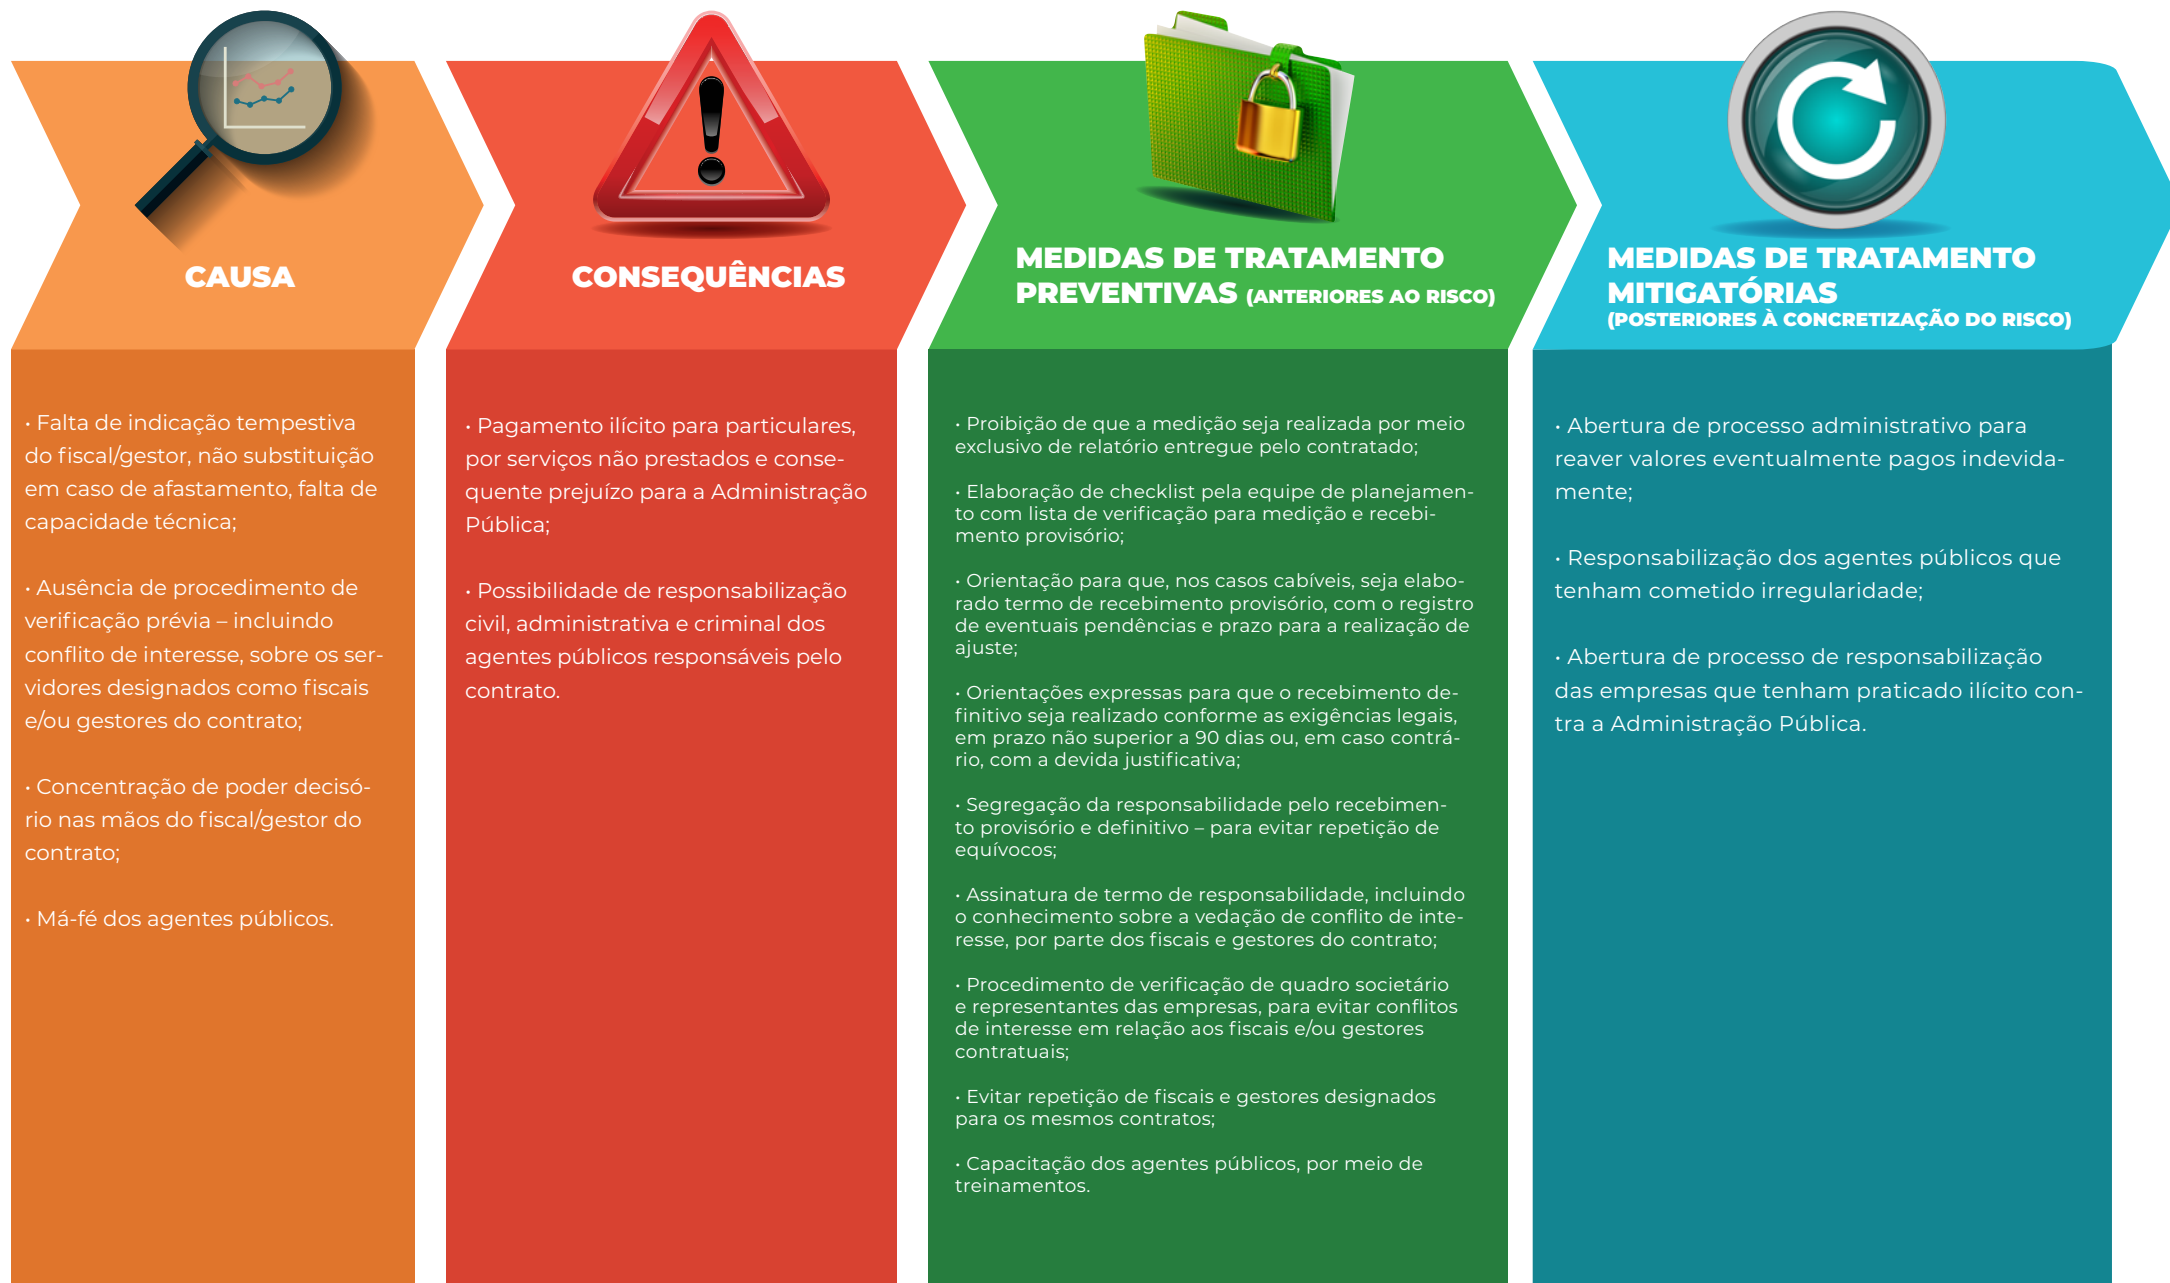 CAUSA
· Falta de indicação tempestiva
do fiscal/gestor, não substituição
em caso de afastamento, falta de
capacidade técnica;
· Ausência de procedimento de
verificação prévia – incluindo
conflito de interesse, sobre os ser-
vidores designados como fiscais
e/ou gestores do contrato;
· Concentração de poder decisó-
rio nas mãos do fiscal/gestor do
contrato;
· Má-fé dos agentes públicos.
CONSEQUÊNCIAS
· Pagamento ilícito para particulares,
por serviços não prestados e conse-
quente prejuízo para a Administração
Pública;
· Possibilidade de responsabilização
civil, administrativa e criminal dos
agentes públicos responsáveis pelo
contrato.
MEDIDAS DE TRATAMENTO
PREVENTIVAS (ANTERIORES AO RISCO)
· Proibição de que a medição seja realizada por meio
exclusivo de relatório entregue pelo contratado;
· Elaboração de checklist pela equipe de planejamen-
to com lista de verificação para medição e recebi-
mento provisório;
· Orientação para que, nos casos cabíveis, seja elabo-
rado termo de recebimento provisório, com o registro
de eventuais pendências e prazo para a realização de
ajuste;
· Orientações expressas para que o recebimento de-
finitivo seja realizado conforme as exigências legais,
em prazo não superior a 90 dias ou, em caso contrá-
rio, com a devida justificativa;
· Segregação da responsabilidade pelo recebimen-
to provisório e definitivo – para evitar repetição de
equívocos;
· Assinatura de termo de responsabilidade, incluindo
o conhecimento sobre a vedação de conflito de inte-
resse, por parte dos fiscais e gestores do contrato;
· Procedimento de verificação de quadro societário
e representantes das empresas, para evitar conflitos
de interesse em relação aos fiscais e/ou gestores
contratuais;
· Evitar repetição de fiscais e gestores designados
para os mesmos contratos;
· Capacitação dos agentes públicos, por meio de
treinamentos.
MEDIDAS DE TRATAMENTO
MITIGATÓRIAS
(POSTERIORES À CONCRETIZAÇÃO DO RISCO)
· Abertura de processo administrativo para
reaver valores eventualmente pagos indevida-
mente;
· Responsabilização dos agentes públicos que
tenham cometido irregularidade;
· Abertura de processo de responsabilização
das empresas que tenham praticado ilícito con-
tra a Administração Pública.